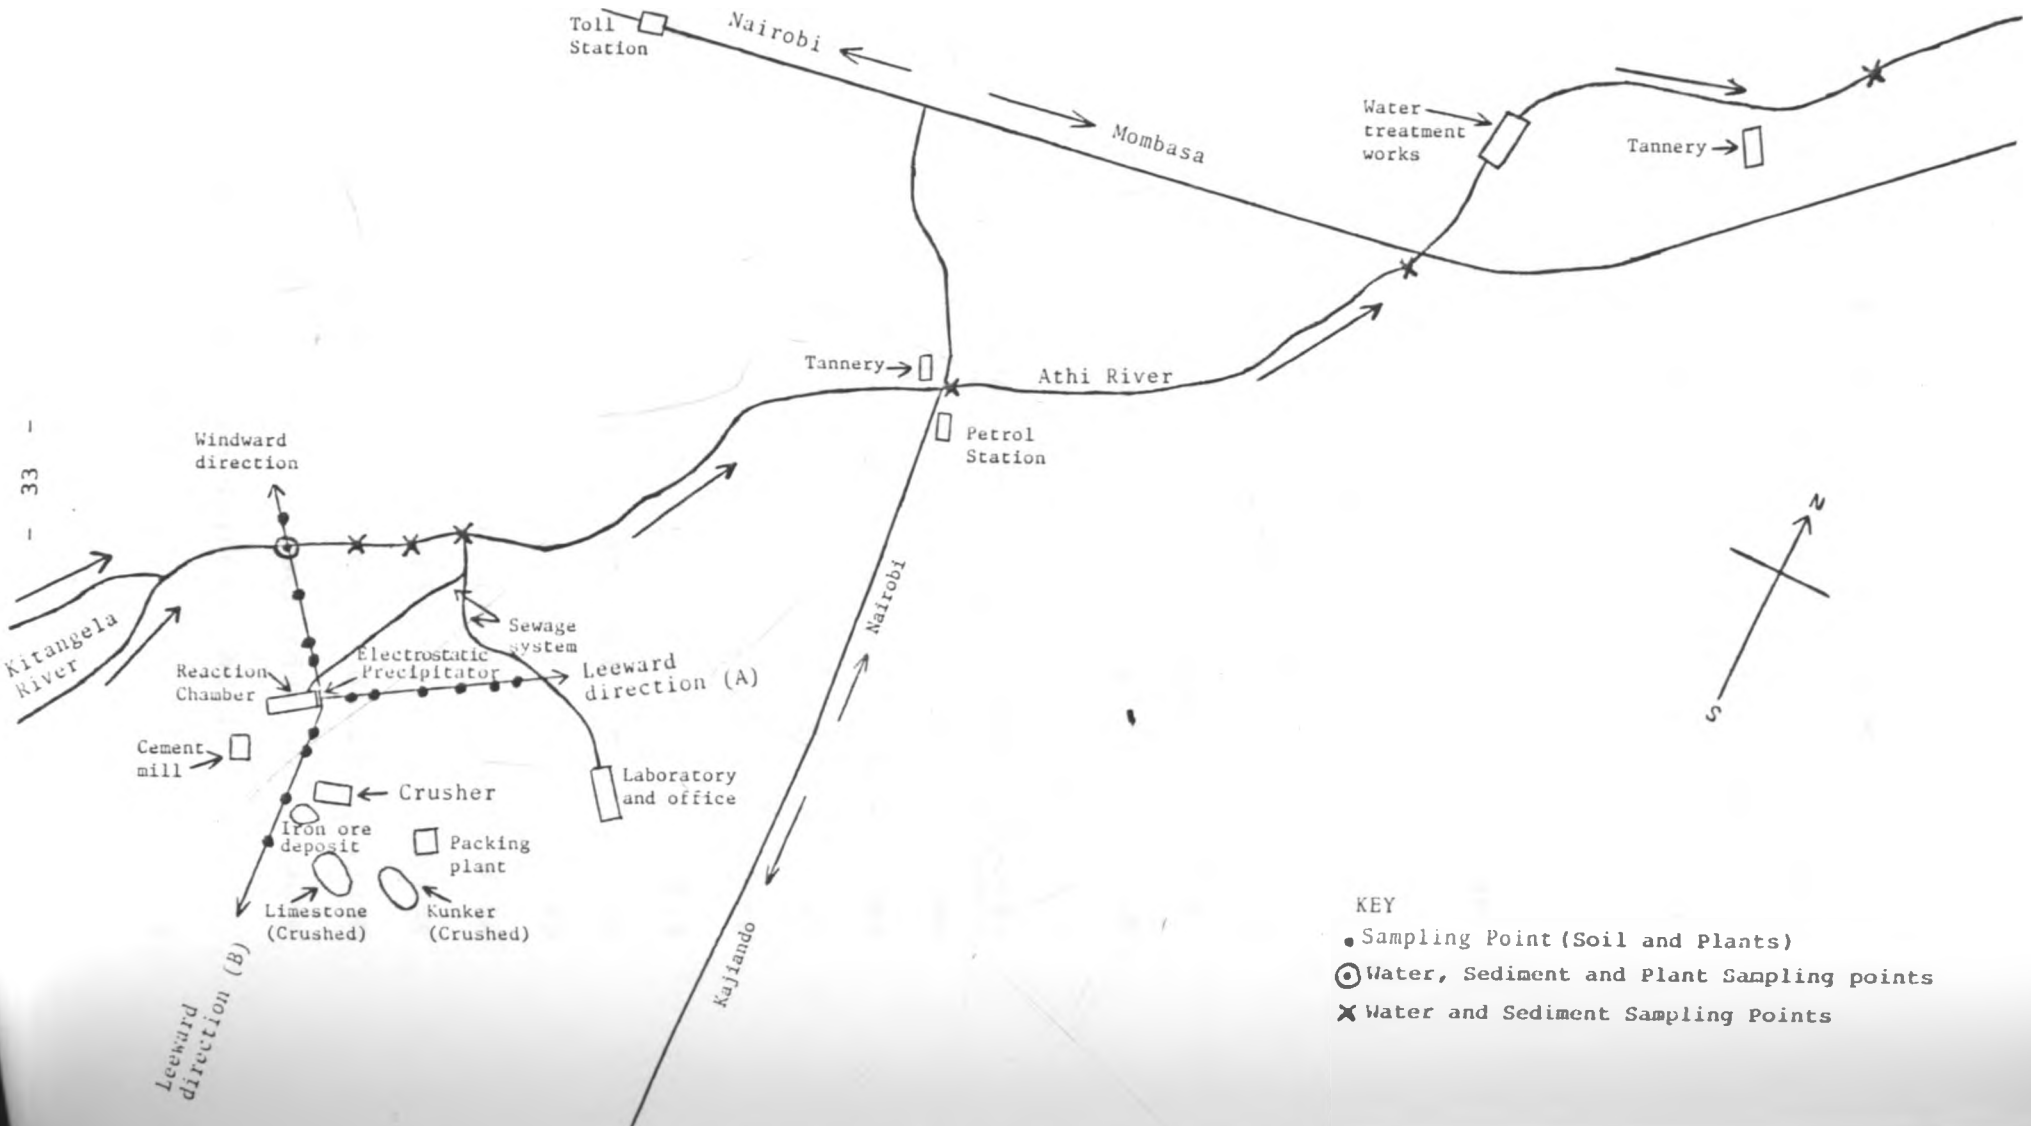 Toll
Station
Nairobi
Mombasa
Water
treatment
works
Tannery
Tannery
Athi River
Petrol
Station
- 33 -
Windward
direction
N
S
Kitangela
River
Sewage
system
Electrostatic
Precipitator
Reaction
Chamber
Leeward
direction (A)
Nairobi
Cement
mill
Crusher
Laboratory
and office
Iron ore
deposit
Packing
plant
Limestone
(Crushed)
Kunker
(Crushed)
Kajiando
Leeward
direction (B)
KEY
Sampling Point (Soil and Plants)
Water, Sediment and Plant Sampling points
Water and Sediment Sampling Points